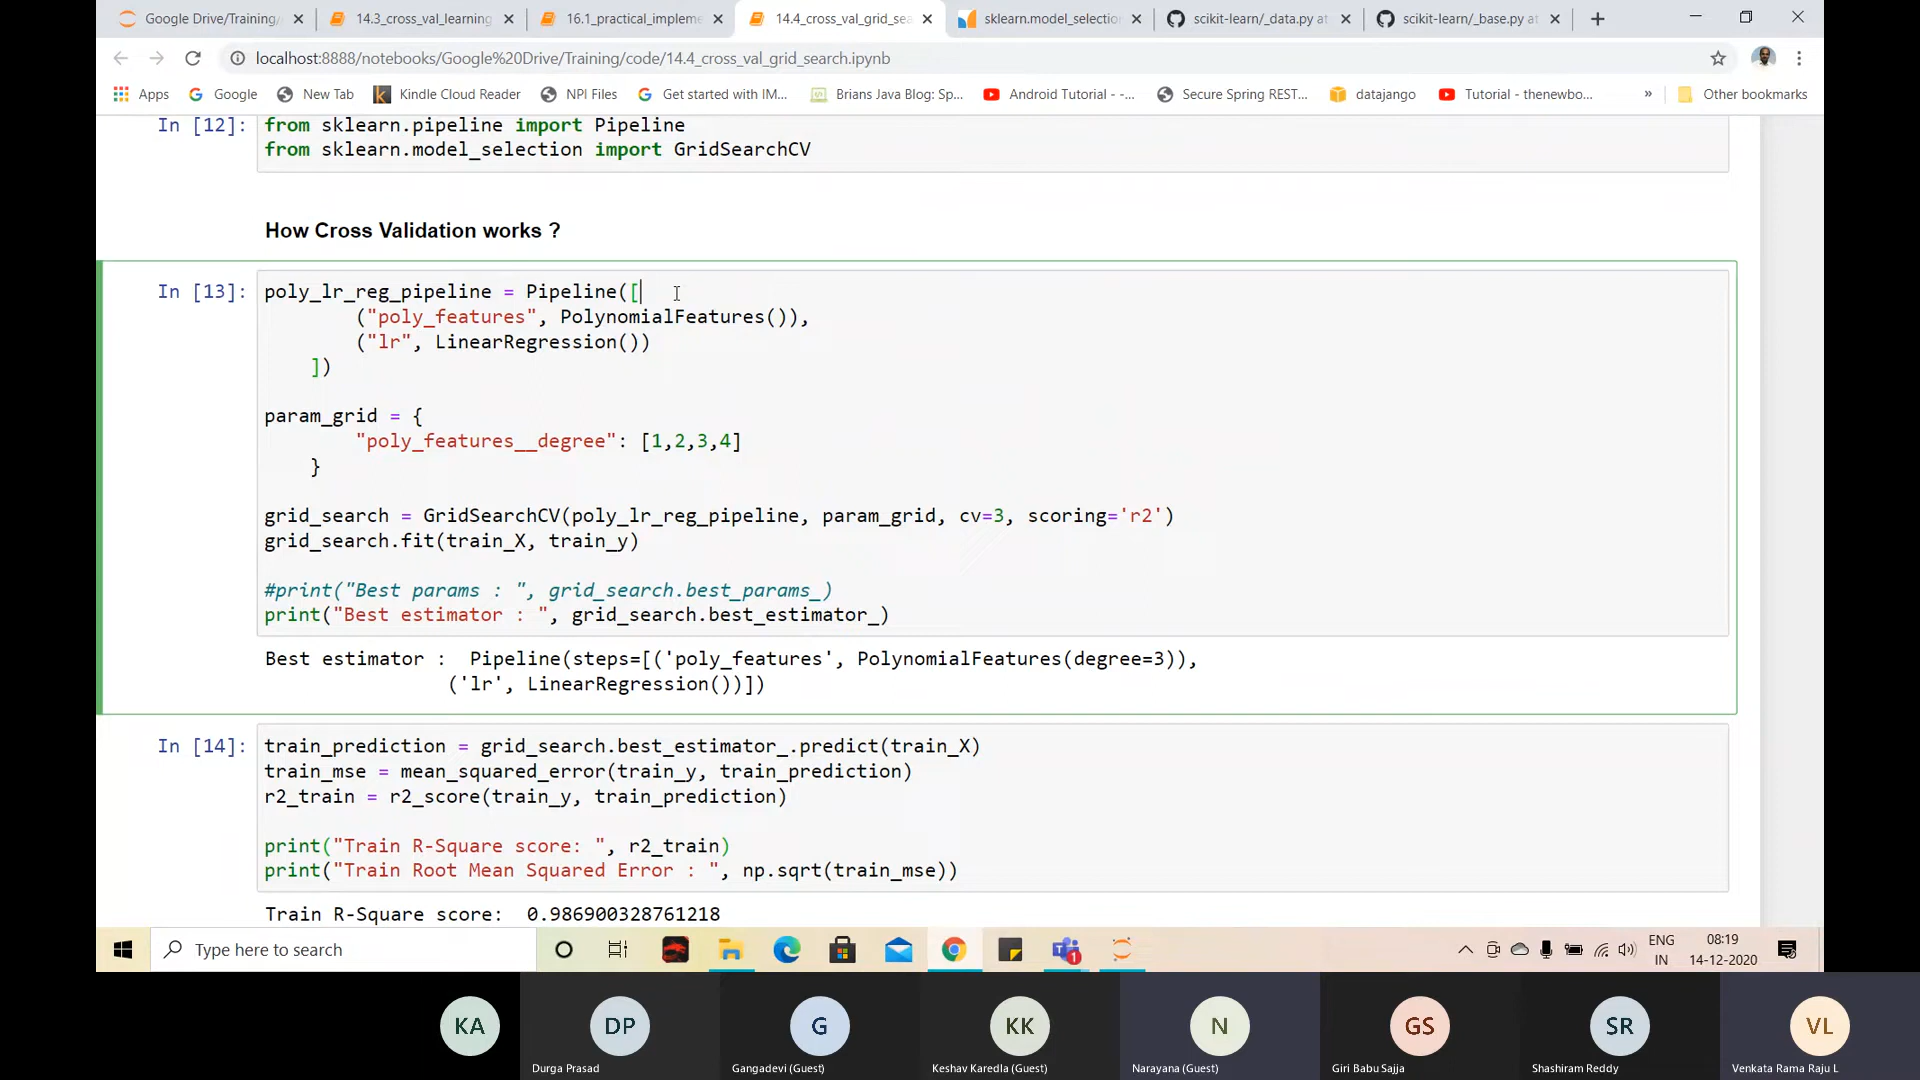 Google Drive/Training/
14.3_cross_val_learning
16.1_practical_impleme
14.4_cross_val_grid_sea
sklearn.model_selection
scikit-learn/_data.py at
scikit-learn/_base.py at
localhost:8888/notebooks/Google%20Drive/Training/code/14.4_cross_val_grid_search.ipynb
Apps
Google
New Tab
Kindle Cloud Reader
NPI Files
Get started with IM...
Brians Java Blog: Sp...
Android Tutorial - -...
Secure Spring REST...
datajango
Tutorial - thenewbo...
»
Other bookmarks
In [12]:
from sklearn.pipeline import Pipeline
from sklearn.model_selection import GridSearchCV
How Cross Validation works ?
In [13]:
poly_lr_reg_pipeline = Pipeline([
("poly_features", PolynomialFeatures()),
("lr", LinearRegression())
])
param_grid = {
"poly_features__degree": [1,2,3,4]
}
grid_search = GridSearchCV(poly_lr_reg_pipeline, param_grid, cv=3, scoring='r2')
grid_search.fit(train_X, train_y)
#print("Best params : ", grid_search.best_params_)
print("Best estimator : ", grid_search.best_estimator_)
Best estimator :  Pipeline(steps=[('poly_features', PolynomialFeatures(degree=3)),
('lr', LinearRegression())])
In [14]:
train_prediction = grid_search.best_estimator_.predict(train_X)
train_mse = mean_squared_error(train_y, train_prediction)
r2_train = r2_score(train_y, train_prediction)
print("Train R-Square score: ", r2_train)
print("Train Root Mean Squared Error : ", np.sqrt(train_mse))
Train R-Square score:  0.986900328761218
Type here to search
1
ENG
IN
08:19
14-12-2020
KA
DP
G
KK
N
GS
SR
VL
Durga Prasad
Gangadevi (Guest)
Keshav Karedla (Guest)
Narayana (Guest)
Giri Babu Sajja
Shashiram Reddy
Venkata Rama Raju L